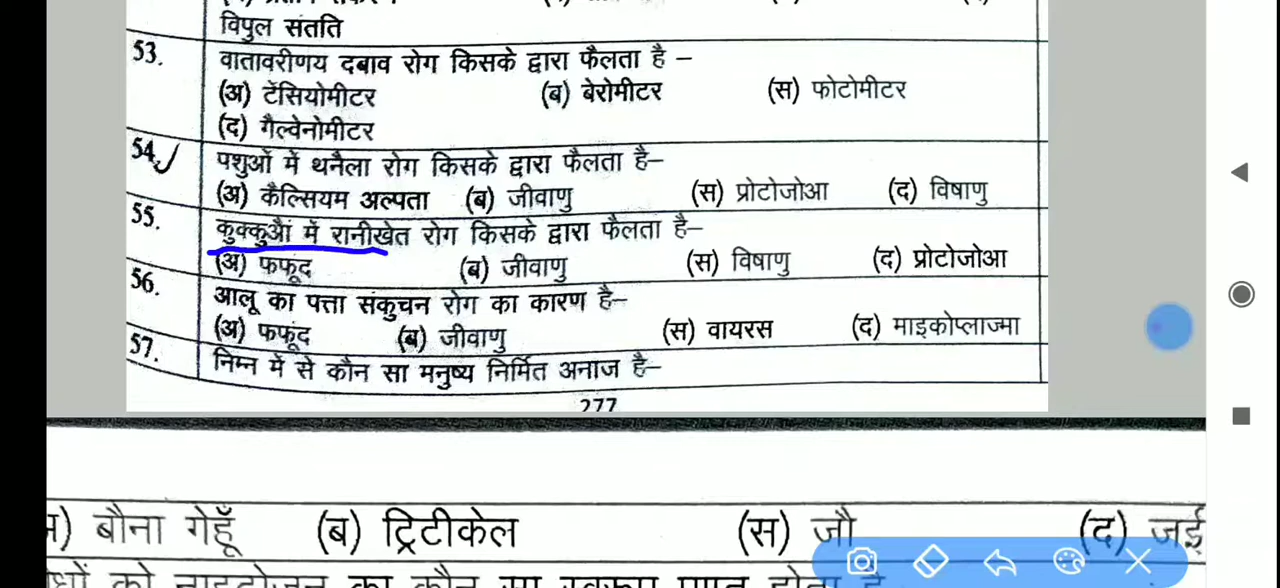 विपुल संतति
53. वातावरीणय दबाव रोग किसके द्वारा फैलता है –
(अ) टेंसियोमीटर (ब) बेरोमीटर (स) फोटोमीटर
(द) गैल्वेनोमीटर
54. पशुओं में थनैला रोग किसके द्वारा फैलता है–
(अ) कैल्सियम अल्पता (ब) जीवाणु (स) प्रोटोजोआ (द) विषाणु
55. कुक्कुओं में रानीखेत रोग किसके द्वारा फैलता है–
(अ) फफूंद (ब) जीवाणु (स) विषाणु (द) प्रोटोजोआ
56. आलू का पत्ता संकुचन रोग का कारण है–
(अ) फफूंद (ब) जीवाणु (स) वायरस (द) माइकोप्लाज्मा
57. निम्न में से कौन सा मनुष्य निर्मित अनाज है–
277
बौना गेहूँ (ब) ट्रिटीकेल (स) जौ (द) जई